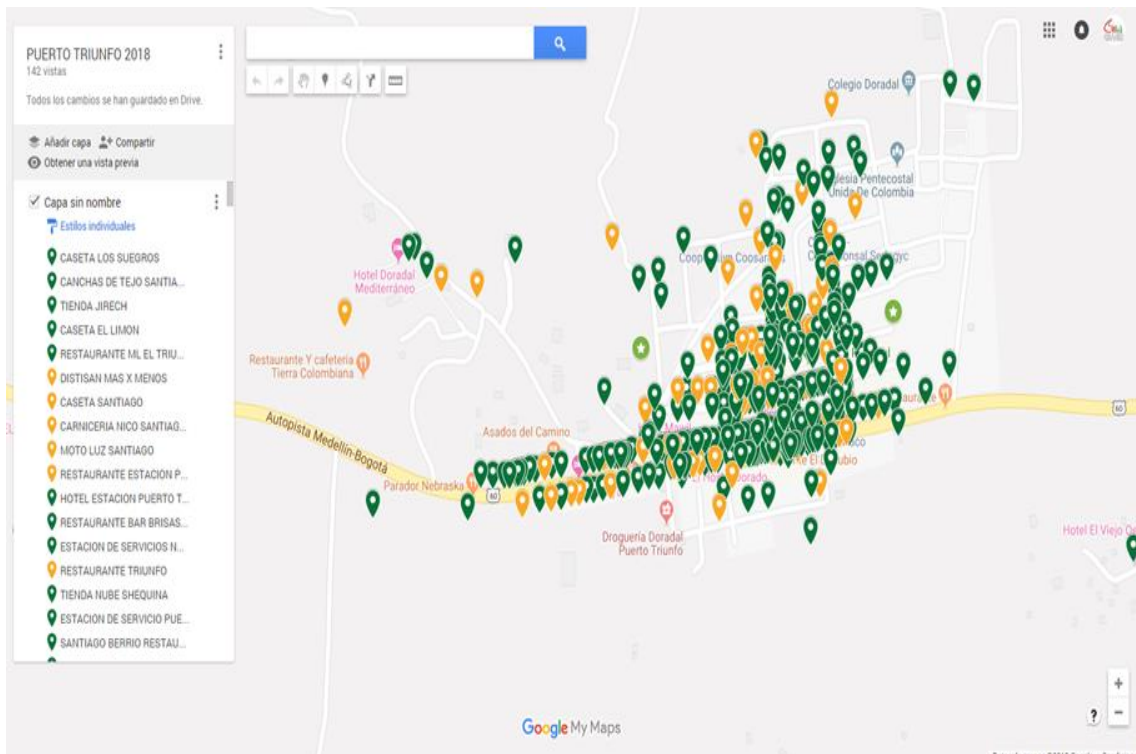 PUERTO TRIUNFO 2018
142 vistas
Todos los cambios se han guardado en Drive.
Añadir capa
Compartir
Obtener una vista previa
Capa sin nombre
Estilos individuales
CASETA LOS SUEGROS
CANCHAS DE TEJO SANTIA...
TIENDA JIRECH
CASETA EL LIMON
RESTAURANTE ML EL TRIU...
DISTISAN MAS X MENOS
CASETA SANTIAGO
CARNICERIA NICO SANTIAG...
MOTO LUZ SANTIAGO
RESTAURANTE ESTACION P...
HOTEL ESTACION PUERTO T...
RESTAURANTE BAR BRISAS...
ESTACION DE SERVICIOS N...
RESTAURANTE TRIUNFO
TIENDA NUBE SHEQUINA
ESTACION DE SERVICIO PUE...
SANTIAGO BERRIO RESTAU...
Colegio Doradal
Pentecostal
Unida De Colombia
Hotel Doradal
Mediterráneo
Restaurante Y cafeteria
Tierra Colombiana
Autopista Medellín-Bogotá
Asados del Camino
Parador Nebraska
60
60
Droguería Doradal
Puerto Triunfo
Hotel El Viejo
Google My Maps
+
?
−